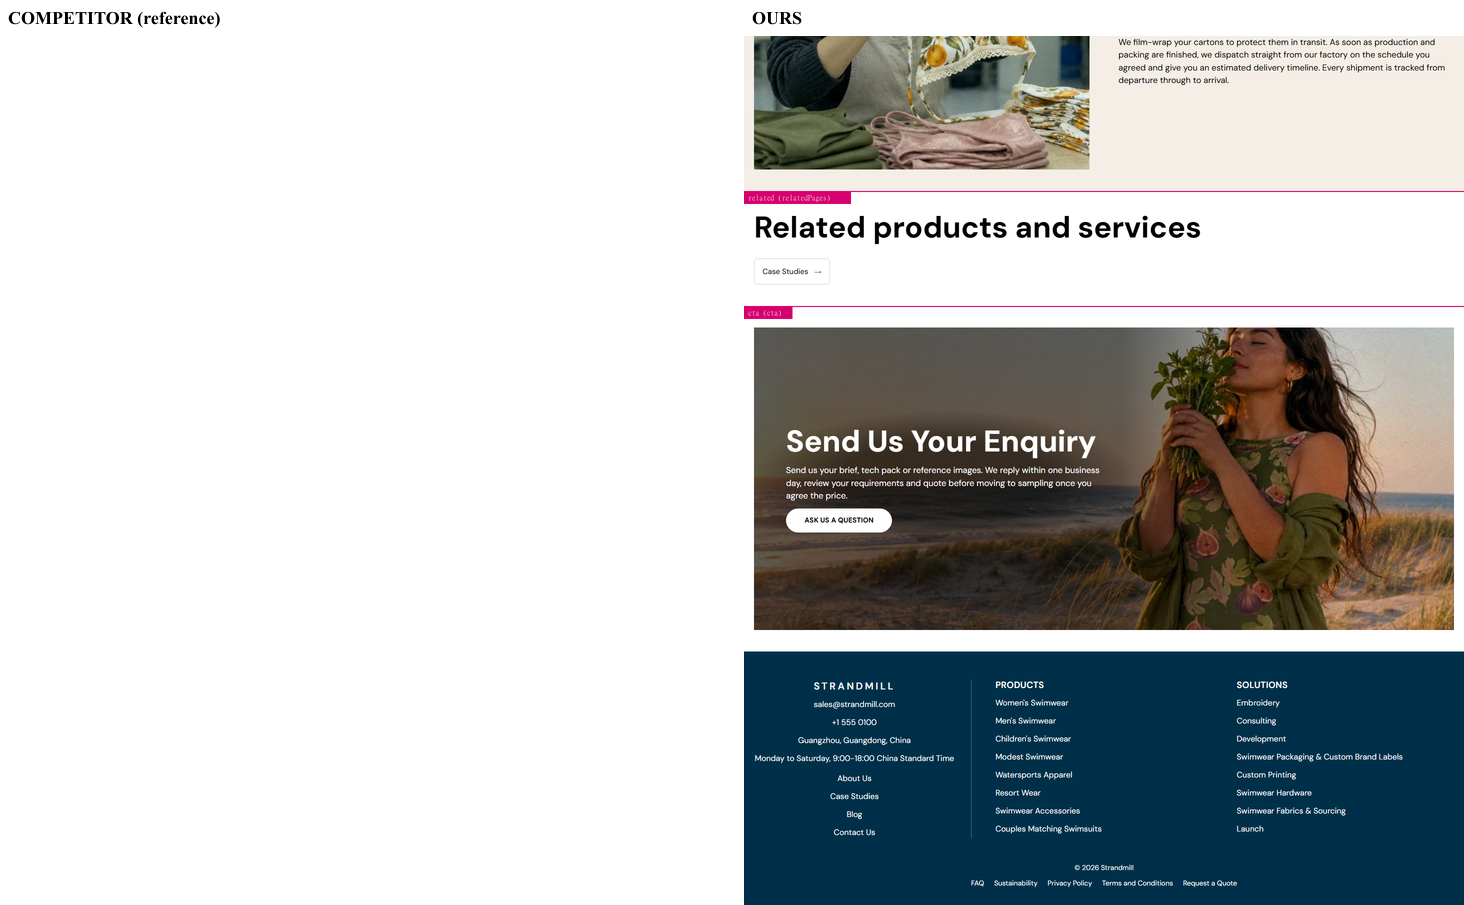 COMPETITOR (reference)
OURS
We film-wrap your cartons to protect them in transit. As soon as production and
packing are finished, we dispatch straight from our factory on the schedule you
agreed and give you an estimated delivery timeline. Every shipment is tracked from
departure through to arrival.
related (relatedPages)
Related products and services
Case Studies →
cta (cta)
Send Us Your Enquiry
Send us your brief, tech pack or reference images. We reply within one business
day, review your requirements and quote before moving to sampling once you
agree the price.
ASK US A QUESTION
STRANDMILL
sales@strandmill.com
+1 555 0100
Guangzhou, Guangdong, China
Monday to Saturday, 9:00-18:00 China Standard Time
About Us
Case Studies
Blog
Contact Us
PRODUCTS
Women's Swimwear
Men's Swimwear
Children's Swimwear
Modest Swimwear
Watersports Apparel
Resort Wear
Swimwear Accessories
Couples Matching Swimsuits
SOLUTIONS
Embroidery
Consulting
Development
Swimwear Packaging & Custom Brand Labels
Custom Printing
Swimwear Hardware
Swimwear Fabrics & Sourcing
Launch
© 2026 Strandmill
FAQ Sustainability Privacy Policy Terms and Conditions Request a Quote